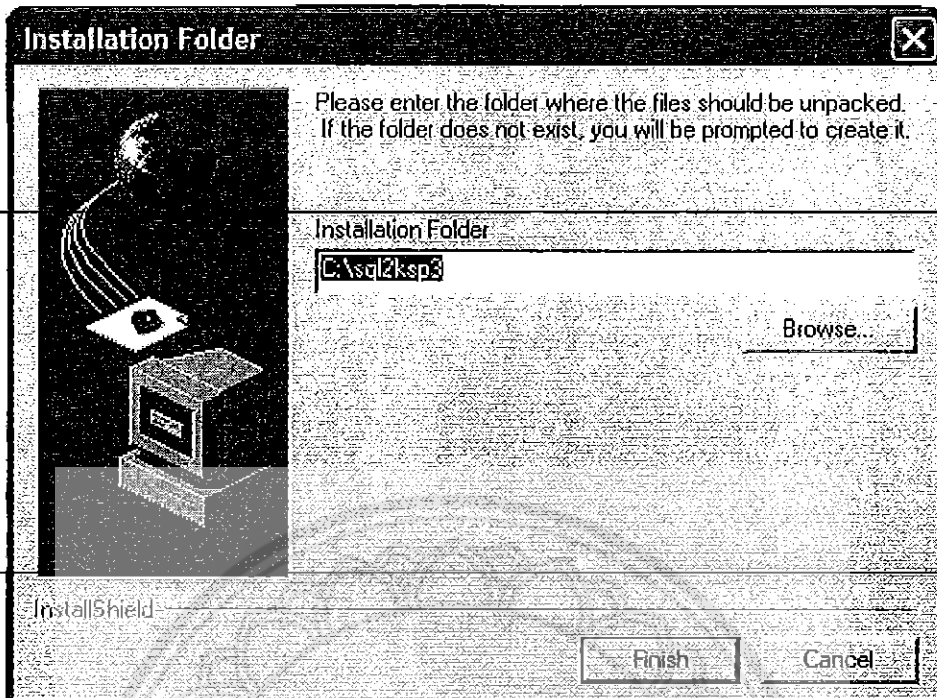 Installation Folder
Please enter the folder where the files should be unpacked.
If the folder does not exist, you will be prompted to create it.
Installation Folder
C:\sql2ksp3
Browse...
InstallShield
Finish
Cancel